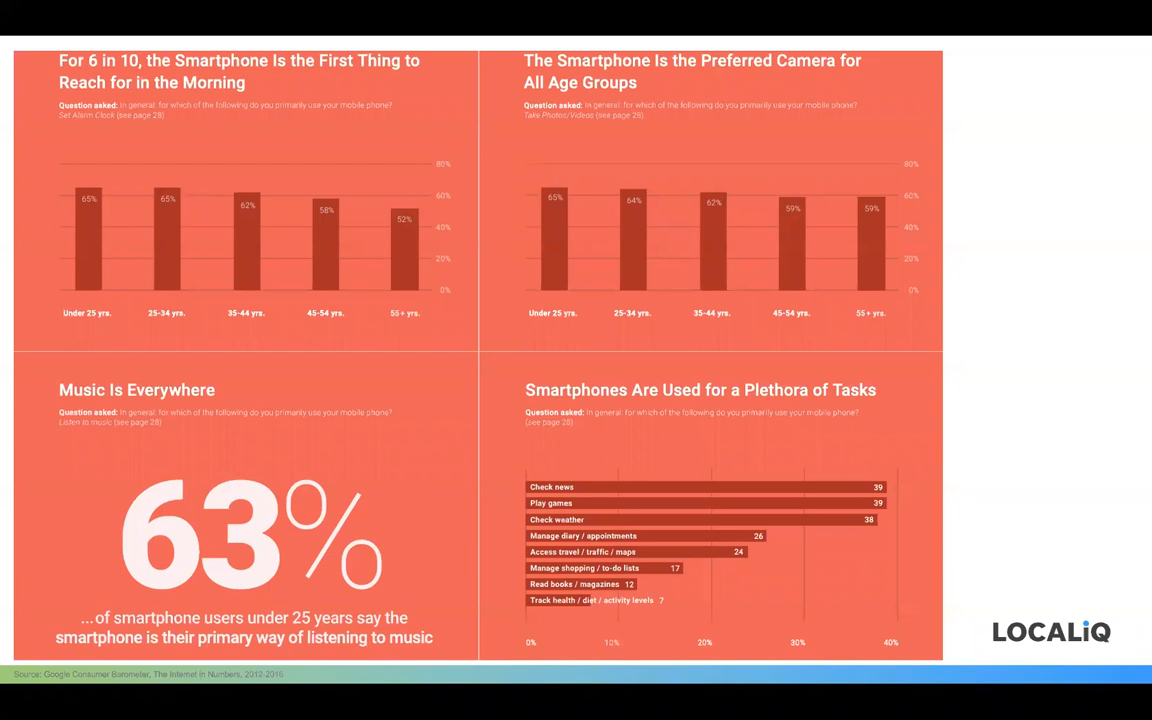 For 6 in 10, the Smartphone Is the First Thing to
Reach for in the Morning
Question asked: In general: for which of the following do you primarily use your mobile phone?
Set Alarm Clock (see page 28)
80%
60%
40%
20%
0%
65%
65%
62%
58%
52%
Under 25 yrs.
25-34 yrs.
35-44 yrs.
45-54 yrs.
55+ yrs.
The Smartphone Is the Preferred Camera for
All Age Groups
Question asked: In general: for which of the following do you primarily use your mobile phone?
Take Photos/Videos (see page 28)
80%
60%
40%
20%
0%
65%
64%
62%
59%
59%
Under 25 yrs.
25-34 yrs.
35-44 yrs.
45-54 yrs.
55+ yrs.
Music Is Everywhere
Question asked: In general: for which of the following do you primarily use your mobile phone?
Listen to music (see page 28)
63%
...of smartphone users under 25 years say the
smartphone is their primary way of listening to music
Smartphones Are Used for a Plethora of Tasks
Question asked: In general: for which of the following do you primarily use your mobile phone?
(see page 28)
Check news 39
Play games 39
Check weather 38
Manage diary / appointments 26
Access travel / traffic / maps 24
Manage shopping / to-do lists 17
Read books / magazines 12
Track health / diet / activity levels 7
0% 10% 20% 30% 40%
LOCALiQ
Source: Google Consumer Barometer, The Internet in Numbers, 2012-2016